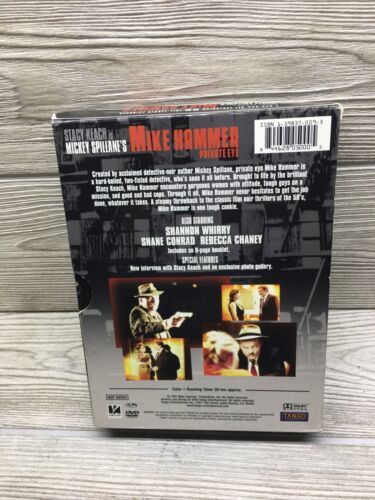 ISBN 1-59837-009-X
STACY KEACH in
MICKEY SPILLANE'S
MIKE HAMMER
PRIVATE EYE
Created by acclaimed detective-noir author Mickey Spillane, private eye Mike Hammer is
a hard-boiled, two-fisted detective, who's seen it all before. Brought to life by the brilliant
Stacy Keach, Mike Hammer encounters gorgeous women with attitude, tough guys on a
mission, and good and bad cops. Through it all, Mike Hammer never hesitates to get the job
done, whatever it takes. A steamy throwback to the classic film noir thrillers of the 50's,
Mike Hammer is one tough cookie.
ALSO STARRING
SHANNON WHIRRY
SHANE CONRAD REBECCA CHANEY
Includes an 8-page booklet.
SPECIAL FEATURES
New interview with Stacy Keach and an exclusive photo gallery.
Color • Running Time: 20 hrs approx.
NOT RATED
DVD
DOLBY
DIGITAL
TANGO